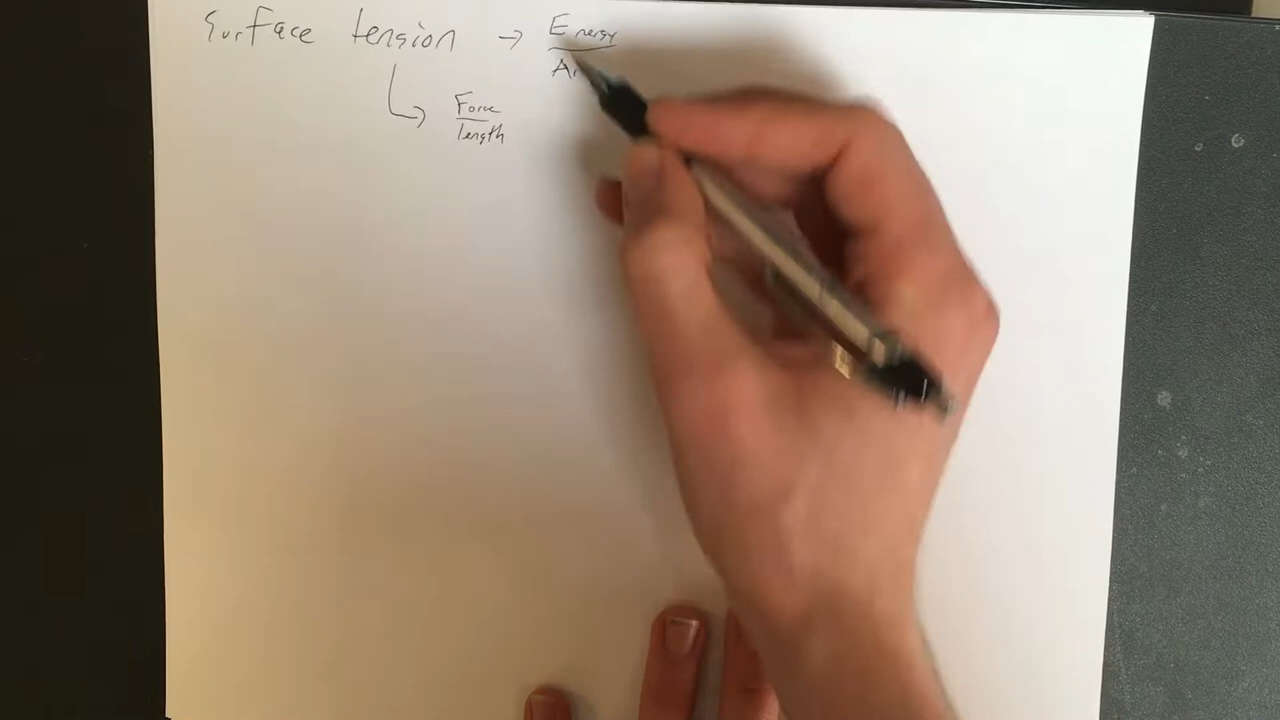 Surface tension → Energy
A
Force
length